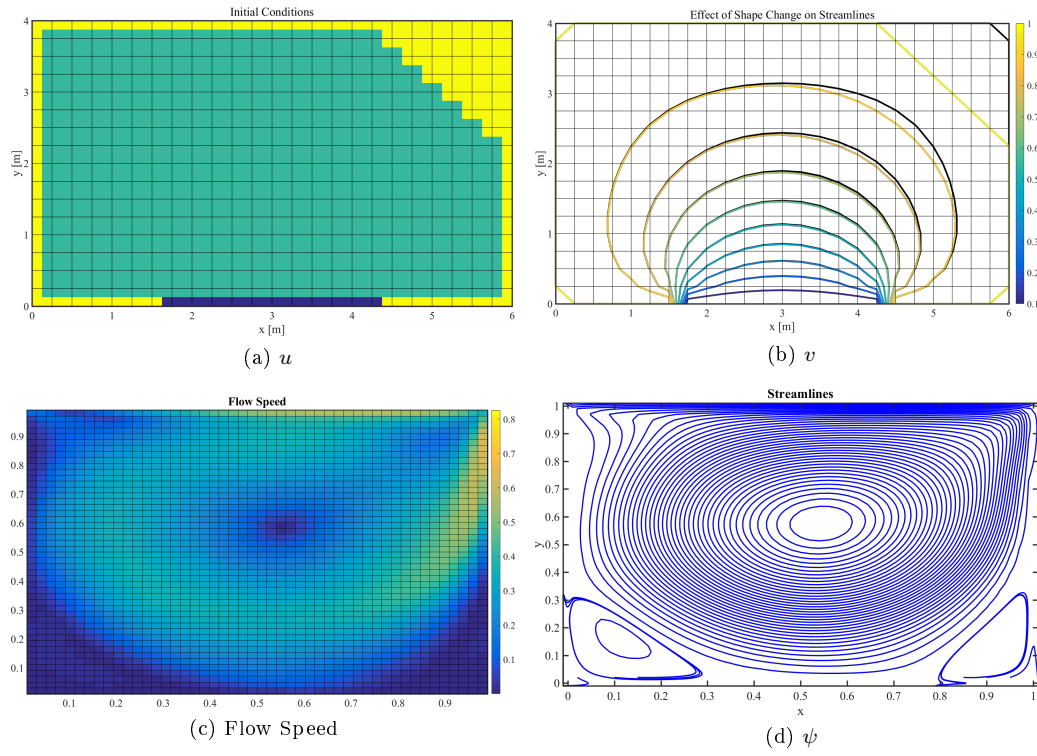 Initial Conditions
4
3
2
1
0
y [m]
0 1 2 3 4 5 6
x [m]
(a) u
Effect of Shape Change on Streamlines
4
3
2
1
0
y [m]
0 1 2 3 4 5 6
x [m]
1
0.9
0.8
0.7
0.6
0.5
0.4
0.3
0.2
0.1
(b) v
Flow Speed
0.9
0.8
0.7
0.6
0.5
0.4
0.3
0.2
0.1
0.1 0.2 0.3 0.4 0.5 0.6 0.7 0.8 0.9
0.8
0.7
0.6
0.5
0.4
0.3
0.2
0.1
(c) Flow Speed
Streamlines
1
0.9
0.8
0.7
0.6
0.5
0.4
0.3
0.2
0.1
0
y
0 0.1 0.2 0.3 0.4 0.5 0.6 0.7 0.8 0.9 1
x
(d) ψ